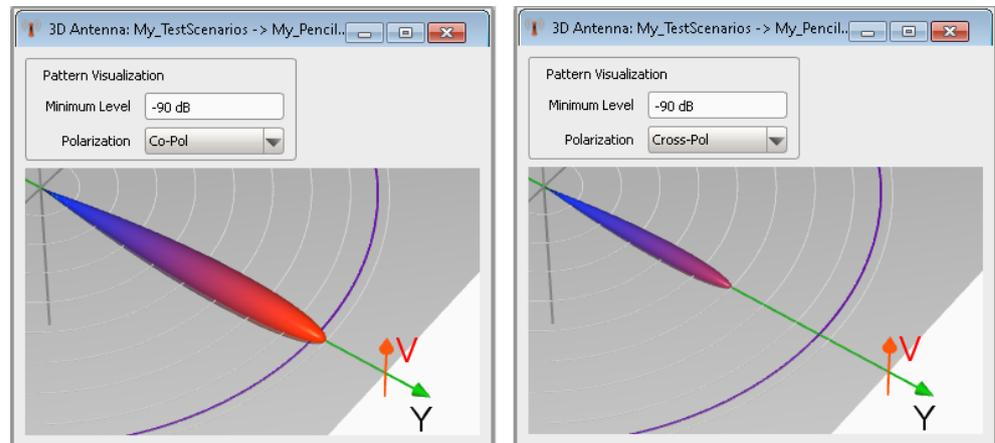 3D Antenna: My_TestScenarios -> My_Pencil..
Pattern Visualization
Minimum Level -90 dB
Polarization Co-Pol
V
Y
3D Antenna: My_TestScenarios -> My_Pencil..
Pattern Visualization
Minimum Level -90 dB
Polarization Cross-Pol
V
Y